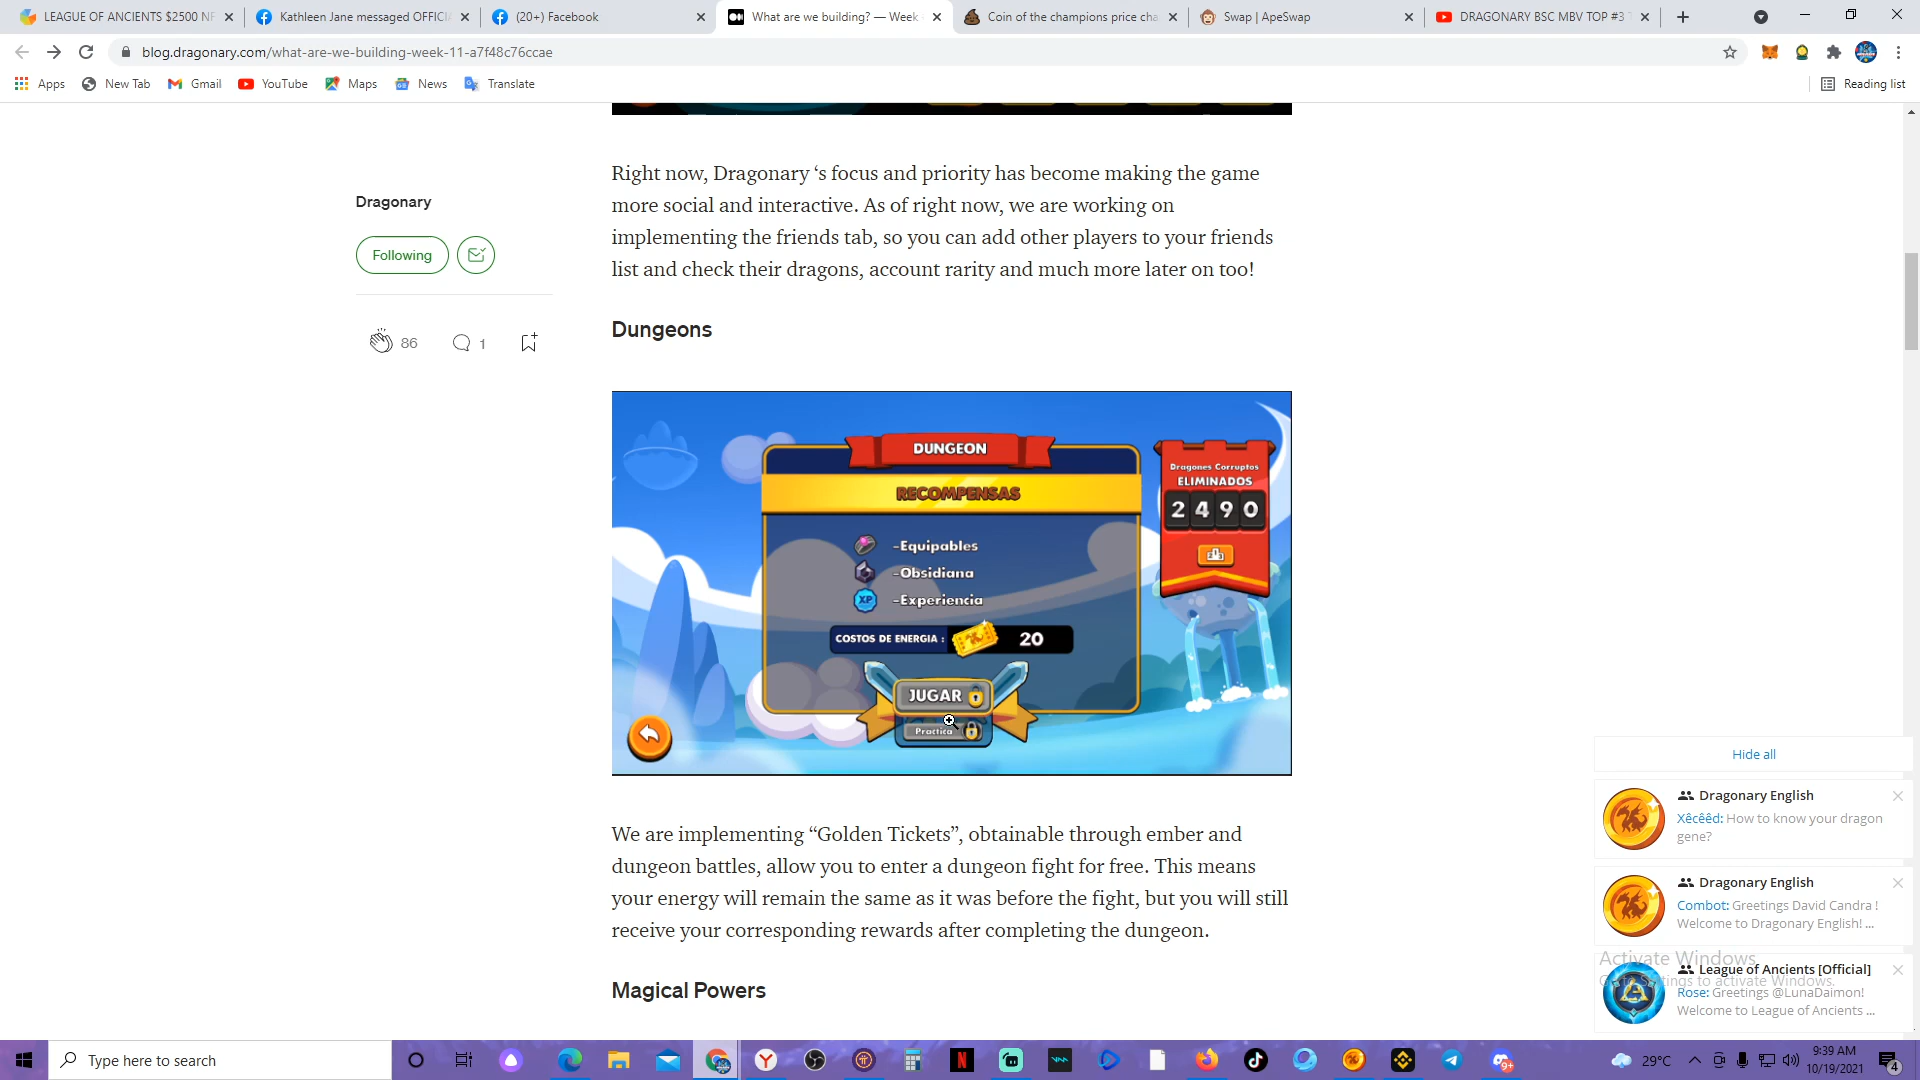 LEAGUE OF ANCIENTS $2500 NF
Kathleen Jane messaged OFFICI
(20+) Facebook
What are we building? — Week
Coin of the champions price cha
Swap | ApeSwap
DRAGONARY BSC MBV TOP #3
blog.dragonary.com/what-are-we-building-week-11-a7f48c76ccae
Apps
New Tab
Gmail
YouTube
Maps
News
Translate
Reading list
Right now, Dragonary ‘s focus and priority has become making the game
more social and interactive. As of right now, we are working on
implementing the friends tab, so you can add other players to your friends
list and check their dragons, account rarity and much more later on too!
Dragonary
Following
86
1
Dungeons
DUNGEON
RECOMPENSAS
-Equipables
-Obsidiana
XP
-Experiencia
COSTOS DE ENERGIA :
20
JUGAR
Practica
Dragones Corruptos
ELIMINADOS
2490
We are implementing “Golden Tickets”, obtainable through ember and
dungeon battles, allow you to enter a dungeon fight for free. This means
your energy will remain the same as it was before the fight, but you will still
receive your corresponding rewards after completing the dungeon.
Magical Powers
Hide all
Dragonary English
Xêcêêd: How to know your dragon
gene?
Dragonary English
Combot: Greetings David Candra !
Welcome to Dragonary English! ...
Activate Windows
Go to Settings to activate Windows.
League of Ancients [Official]
Rose: Greetings @LunaDaimon!
Welcome to League of Ancients ...
Type here to search
9+
29°C
9:39 AM
10/19/2021
4